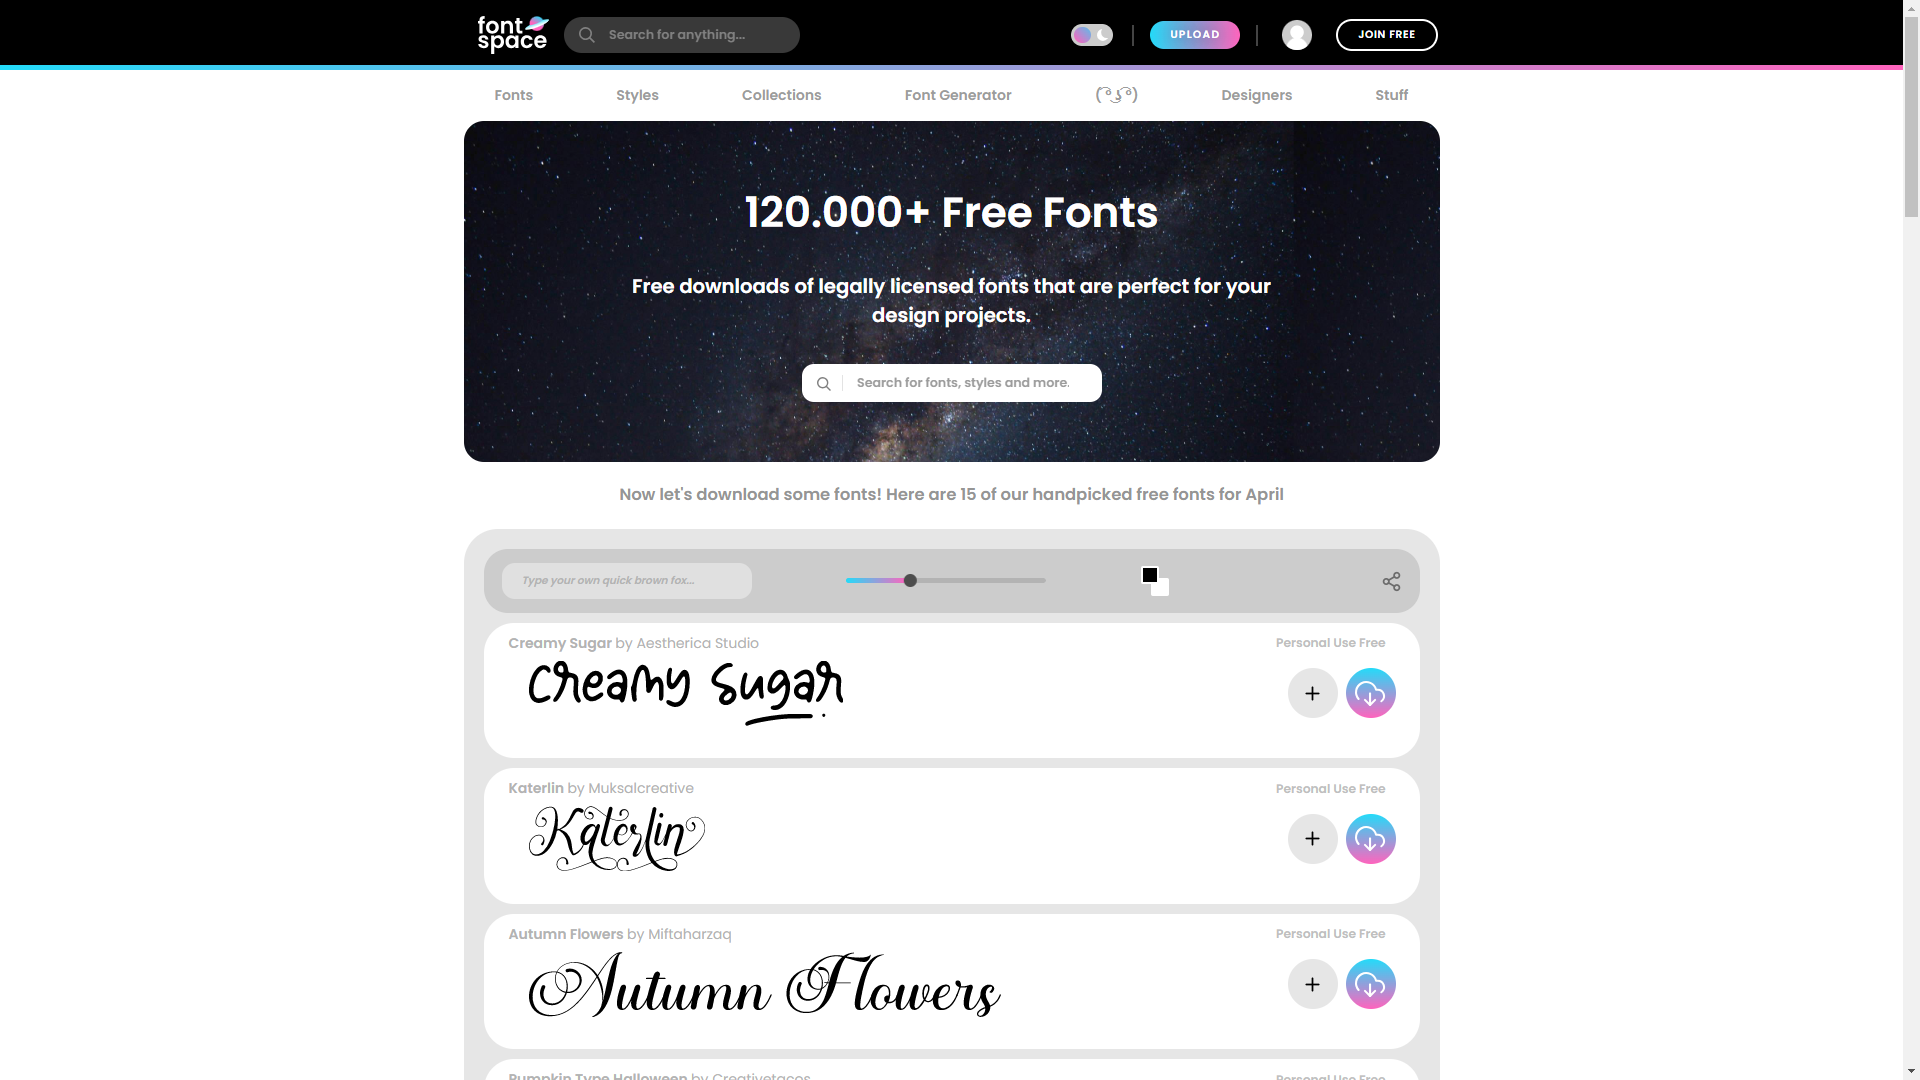 font
space
Search for anything...
UPLOAD
JOIN FREE
Fonts
Styles
Collections
Font Generator
( ͡° ͜ʖ ͡°)
Designers
Stuff
120.000+ Free Fonts
Free downloads of legally licensed fonts that are perfect for your
design projects.
Search for fonts, styles and more.
Now let's download some fonts! Here are 15 of our handpicked free fonts for April
Type your own quick brown fox...
Creamy Sugar by Aestherica Studio
Personal Use Free
Creamy Sugar
Katerlin by Muksalcreative
Personal Use Free
Katerlin
Autumn Flowers by Miftaharzaq
Personal Use Free
Autumn Flowers
Pumpkin Type Halloween by Creativetacos
Personal Use Free